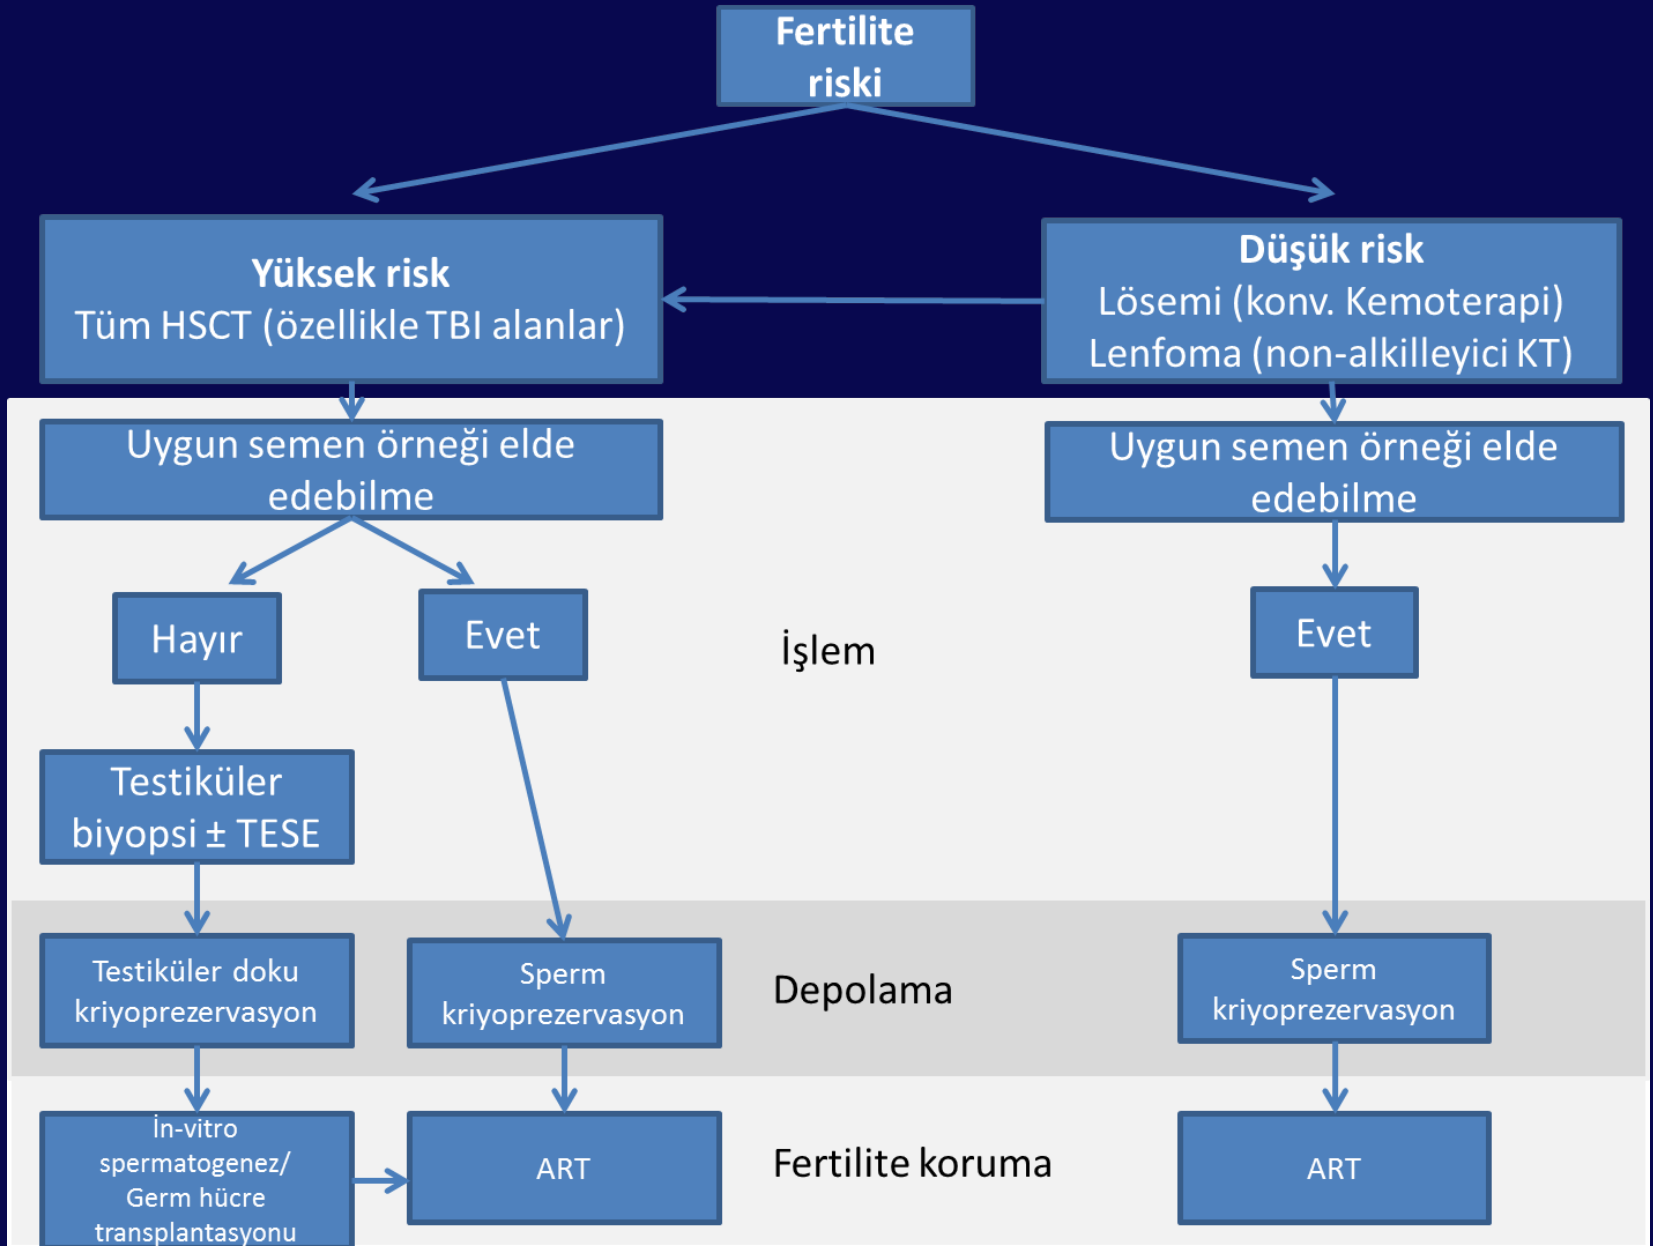 Fertilite
riski
Yüksek risk
Tüm HSCT (özellikle TBI alanlar)
Düşük risk
Lösemi (konv. Kemoterapi)
Lenfoma (non-alkilleyici KT)
Uygun semen örneği elde
edebilme
Uygun semen örneği elde
edebilme
Hayır
Evet
İşlem
Evet
Testiküler
biyopsi ± TESE
Testiküler doku
kriyoprezervasyon
Sperm
kriyoprezervasyon
Depolama
Sperm
kriyoprezervasyon
İn-vitro
spermatogenez/
Germ hücre
transplantasyonu
ART
Fertilite koruma
ART